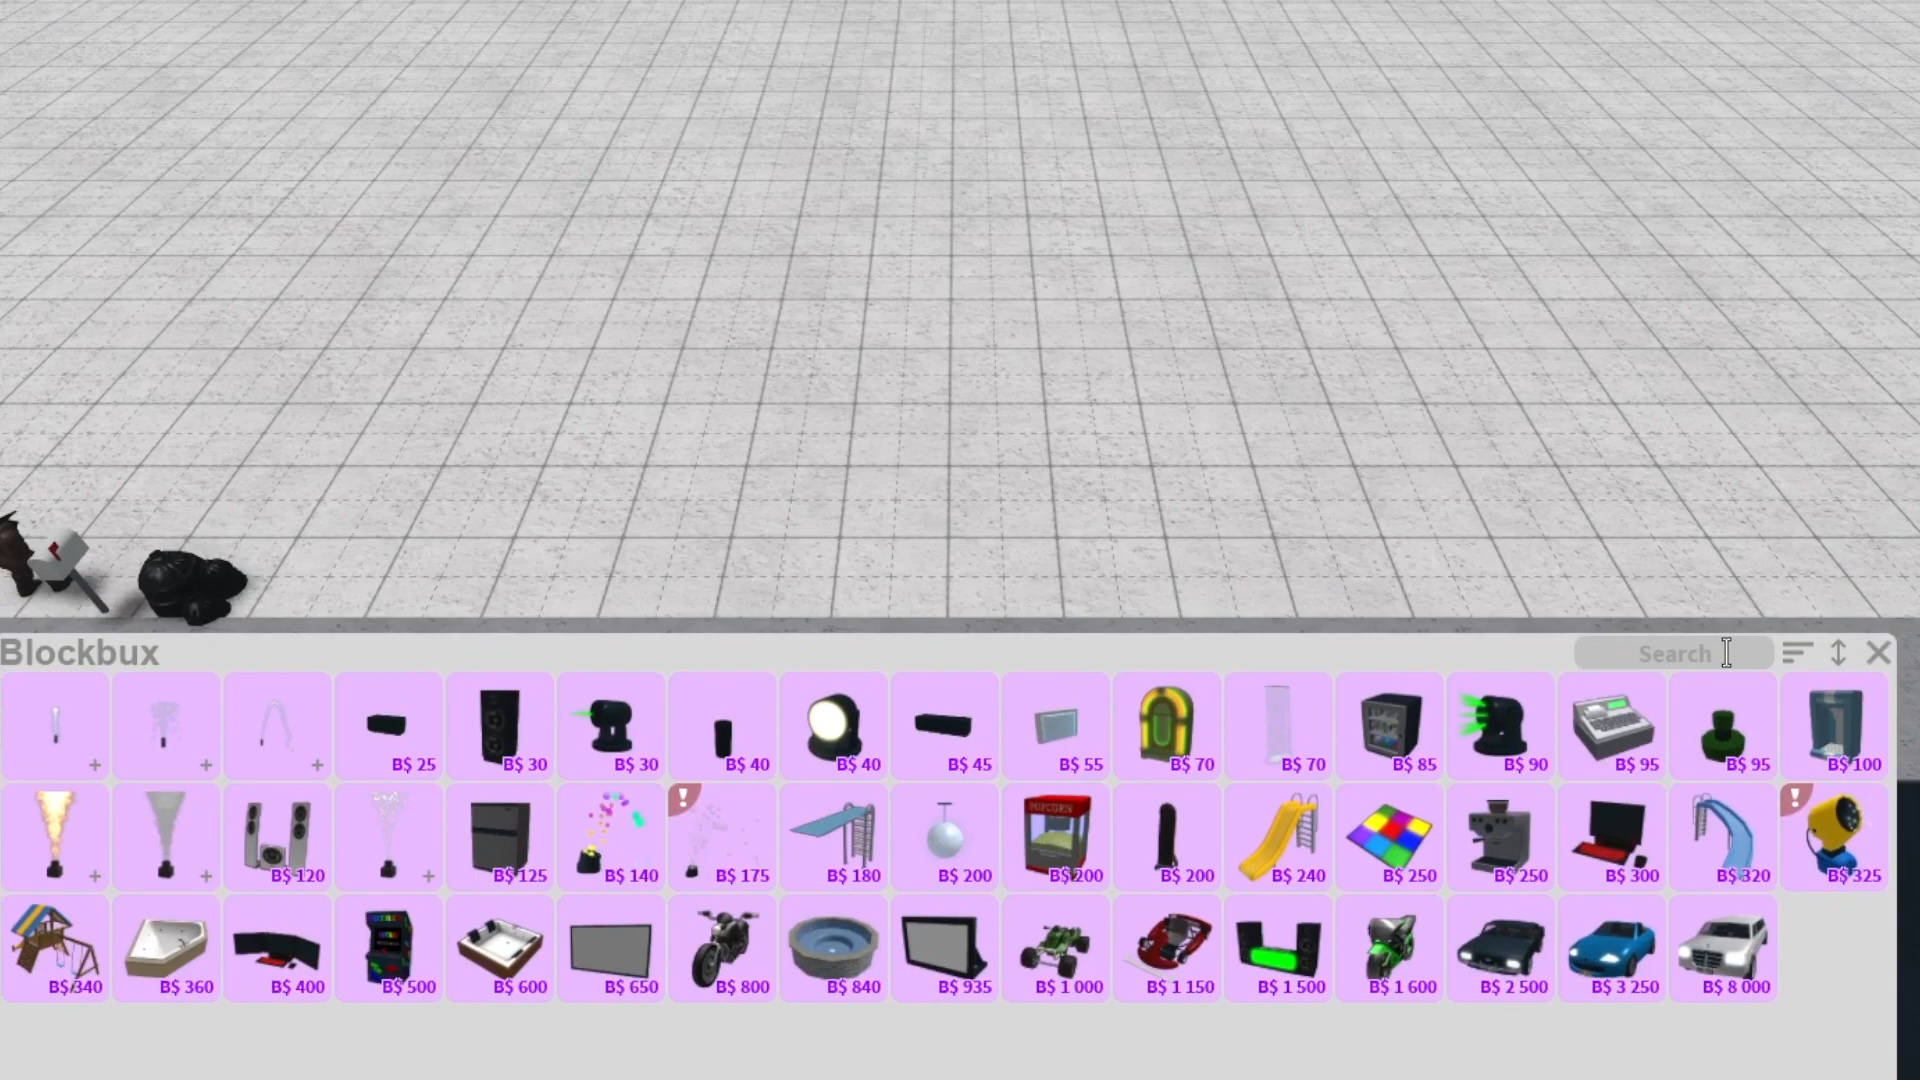 Blockbux
Search
+ + + B$ 25 B$ 30 B$ 30 B$ 40 B$ 40 B$ 45 B$ 55 B$ 70 B$ 70 B$ 85 B$ 90 B$ 95 B$ 95 B$ 100
!
!
POPCORN
+ + B$ 120 + B$ 125 B$ 140 B$ 175 B$ 180 B$ 200 B$ 200 B$ 200 B$ 240 B$ 250 B$ 250 B$ 300 B$ 320 B$ 325
B$ 340 B$ 360 B$ 400 B$ 500 B$ 600 B$ 650 B$ 800 B$ 840 B$ 935 B$ 1 000 B$ 1 150 B$ 1 500 B$ 1 600 B$ 2 500 B$ 3 250 B$ 8 000